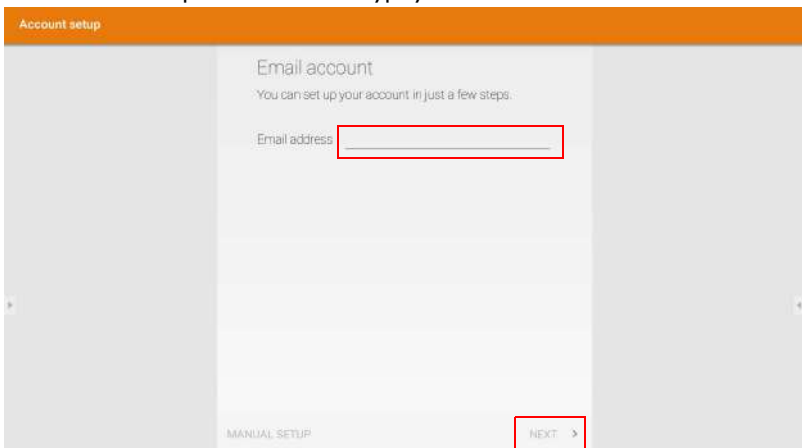 Account setup
Email account
You can set up your account in just a few steps.
Email address
MANUAL SETUP
NEXT >